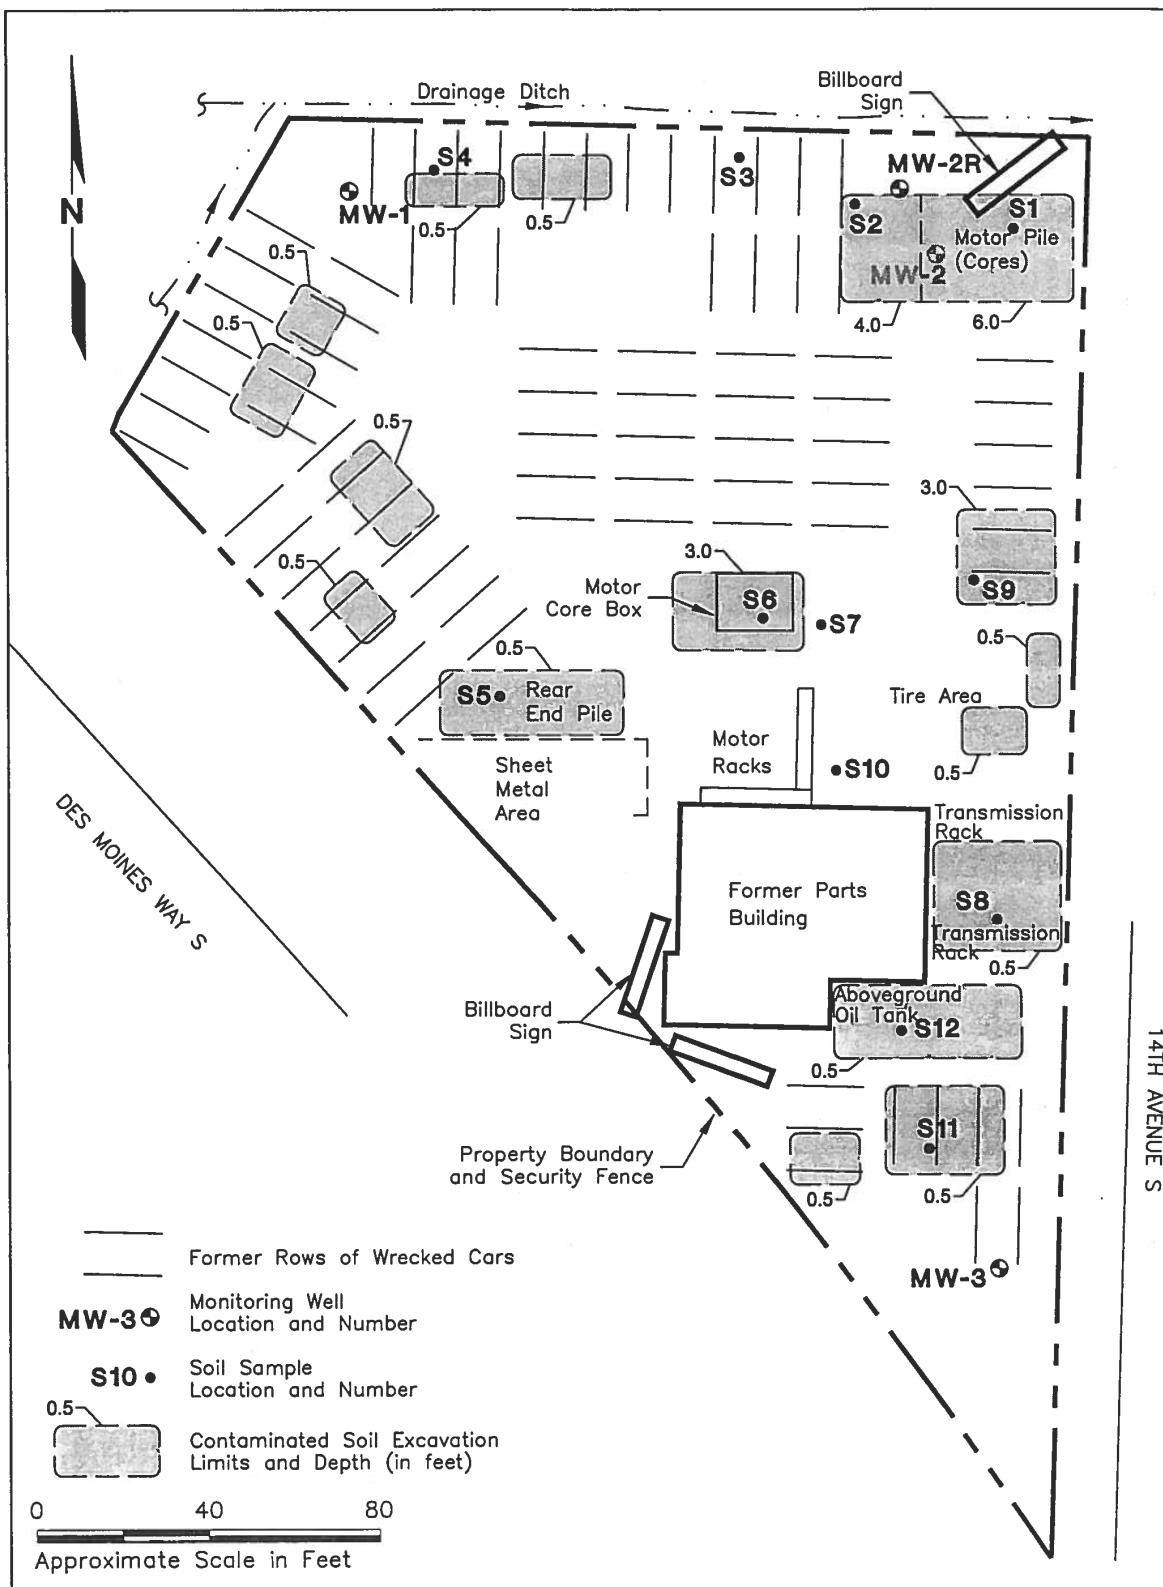 Drainage Ditch
Billboard
Sign
N
S4
MW-1
0.5
0.5
S3
MW-2R
S2
S1
Motor Pile
(Cores)
MW-2
4.0
6.0
0.5
0.5
0.5
0.5
3.0
3.0
Motor
Core Box
S6
S7
S9
0.5
0.5
S5
Rear
End Pile
Tire Area
0.5
Sheet
Metal
Area
Motor
Racks
S10
DES MOINES WAY S
Transmission
Rack
Former Parts
Building
S8
Transmission
Rack
0.5
Aboveground
Oil Tank
S12
0.5
Billboard
Sign
14TH AVENUE S
S11
0.5
0.5
Property Boundary
and Security Fence
MW-3
Former Rows of Wrecked Cars
MW-3
Monitoring Well
Location and Number
S10
Soil Sample
Location and Number
0.5
Contaminated Soil Excavation
Limits and Depth (in feet)
0 40 80
Approximate Scale in Feet